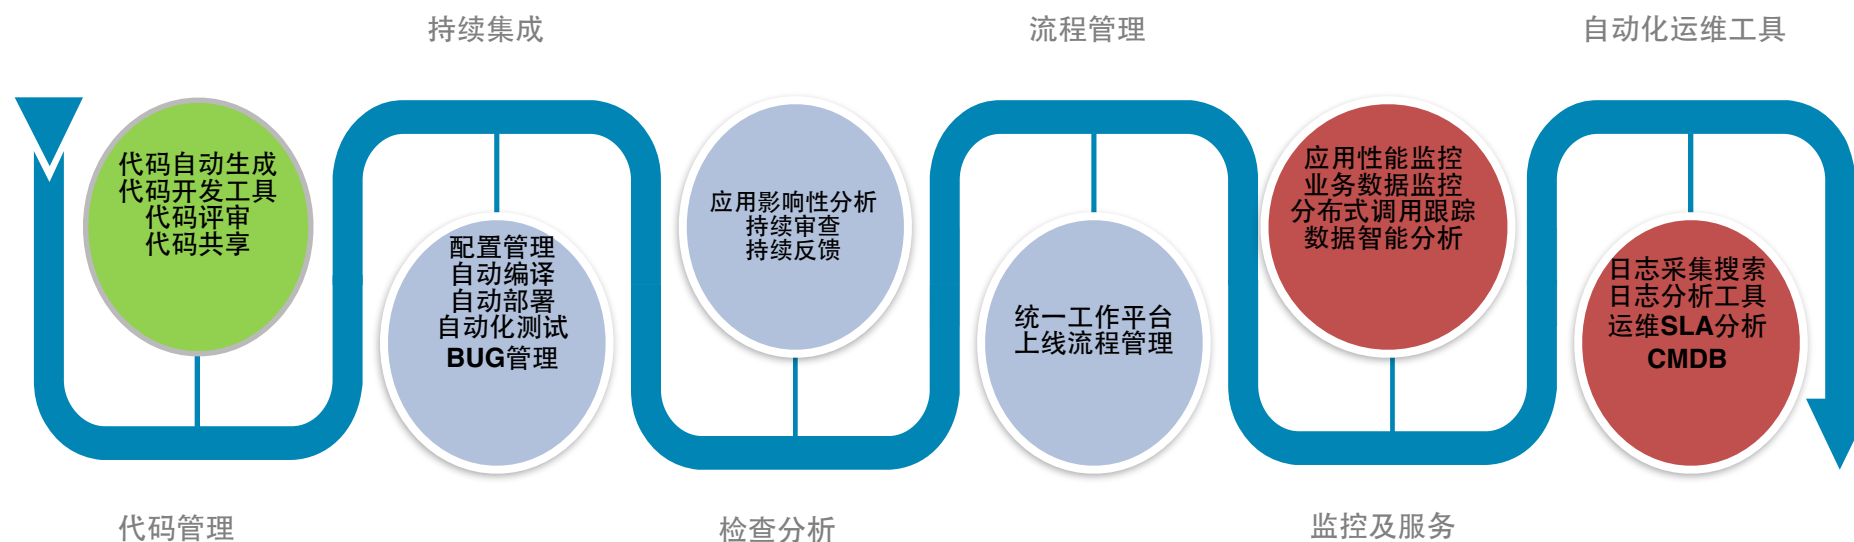 持续集成
流程管理
自动化运维工具
代码自动生成
代码开发工具
代码评审
代码共享
配置管理
自动编译
自动部署
自动化测试
BUG管理
应用影响性分析
持续审查
持续反馈
统一工作平台
上线流程管理
应用性能监控
业务数据监控
分布式调用跟踪
数据智能分析
日志采集搜索
日志分析工具
运维SLA分析
CMDB
代码管理
检查分析
监控及服务